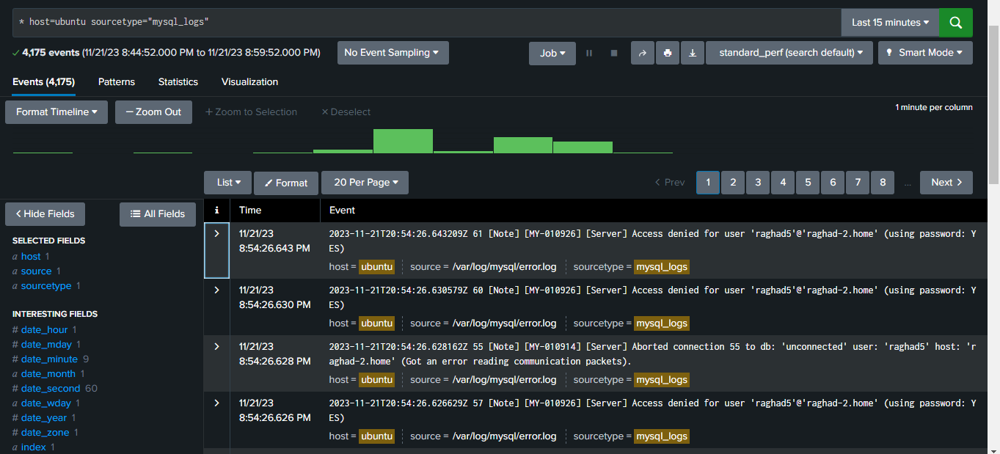 * host=ubuntu sourcetype="mysql_logs"
Last 15 minutes
4,175 events (11/21/23 8:44:52.000 PM to 11/21/23 8:59:52.000 PM)
No Event Sampling
Job
standard_perf (search default)
Smart Mode
Events (4,175)
Patterns
Statistics
Visualization
Format Timeline
— Zoom Out
+ Zoom to Selection
× Deselect
1 minute per column
List
Format
20 Per Page
< Prev
1
2
3
4
5
6
7
8
...
Next >
< Hide Fields
All Fields
SELECTED FIELDS
a host 1
a source 1
a sourcetype 1
INTERESTING FIELDS
# date_hour 1
# date_mday 1
# date_minute 9
a date_month 1
# date_second 60
a date_wday 1
# date_year 1
# date_zone 1
a index 1
i
Time
Event
>
11/21/23
8:54:26.643 PM
2023-11-21T20:54:26.643209Z 61 [Note] [MY-010926] [Server] Access denied for user 'raghad5'@'raghad-2.home' (using password: Y
ES)
host = ubuntu source = /var/log/mysql/error.log sourcetype = mysql_logs
>
11/21/23
8:54:26.630 PM
2023-11-21T20:54:26.630579Z 60 [Note] [MY-010926] [Server] Access denied for user 'raghad5'@'raghad-2.home' (using password: Y
ES)
host = ubuntu source = /var/log/mysql/error.log sourcetype = mysql_logs
>
11/21/23
8:54:26.628 PM
2023-11-21T20:54:26.628162Z 55 [Note] [MY-010914] [Server] Aborted connection 55 to db: 'unconnected' user: 'raghad5' host: 'r
aghad-2.home' (Got an error reading communication packets).
host = ubuntu source = /var/log/mysql/error.log sourcetype = mysql_logs
>
11/21/23
8:54:26.626 PM
2023-11-21T20:54:26.626629Z 57 [Note] [MY-010926] [Server] Access denied for user 'raghad5'@'raghad-2.home' (using password: Y
ES)
host = ubuntu source = /var/log/mysql/error.log sourcetype = mysql_logs